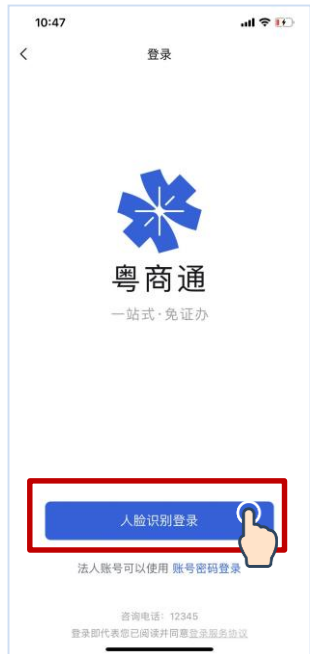 10:47
登录
粤商通
一站式·免证办
人脸识别登录
法人账号可以使用 账号密码登录
咨询电话：12345
登录即代表您已阅读并同意登录服务协议